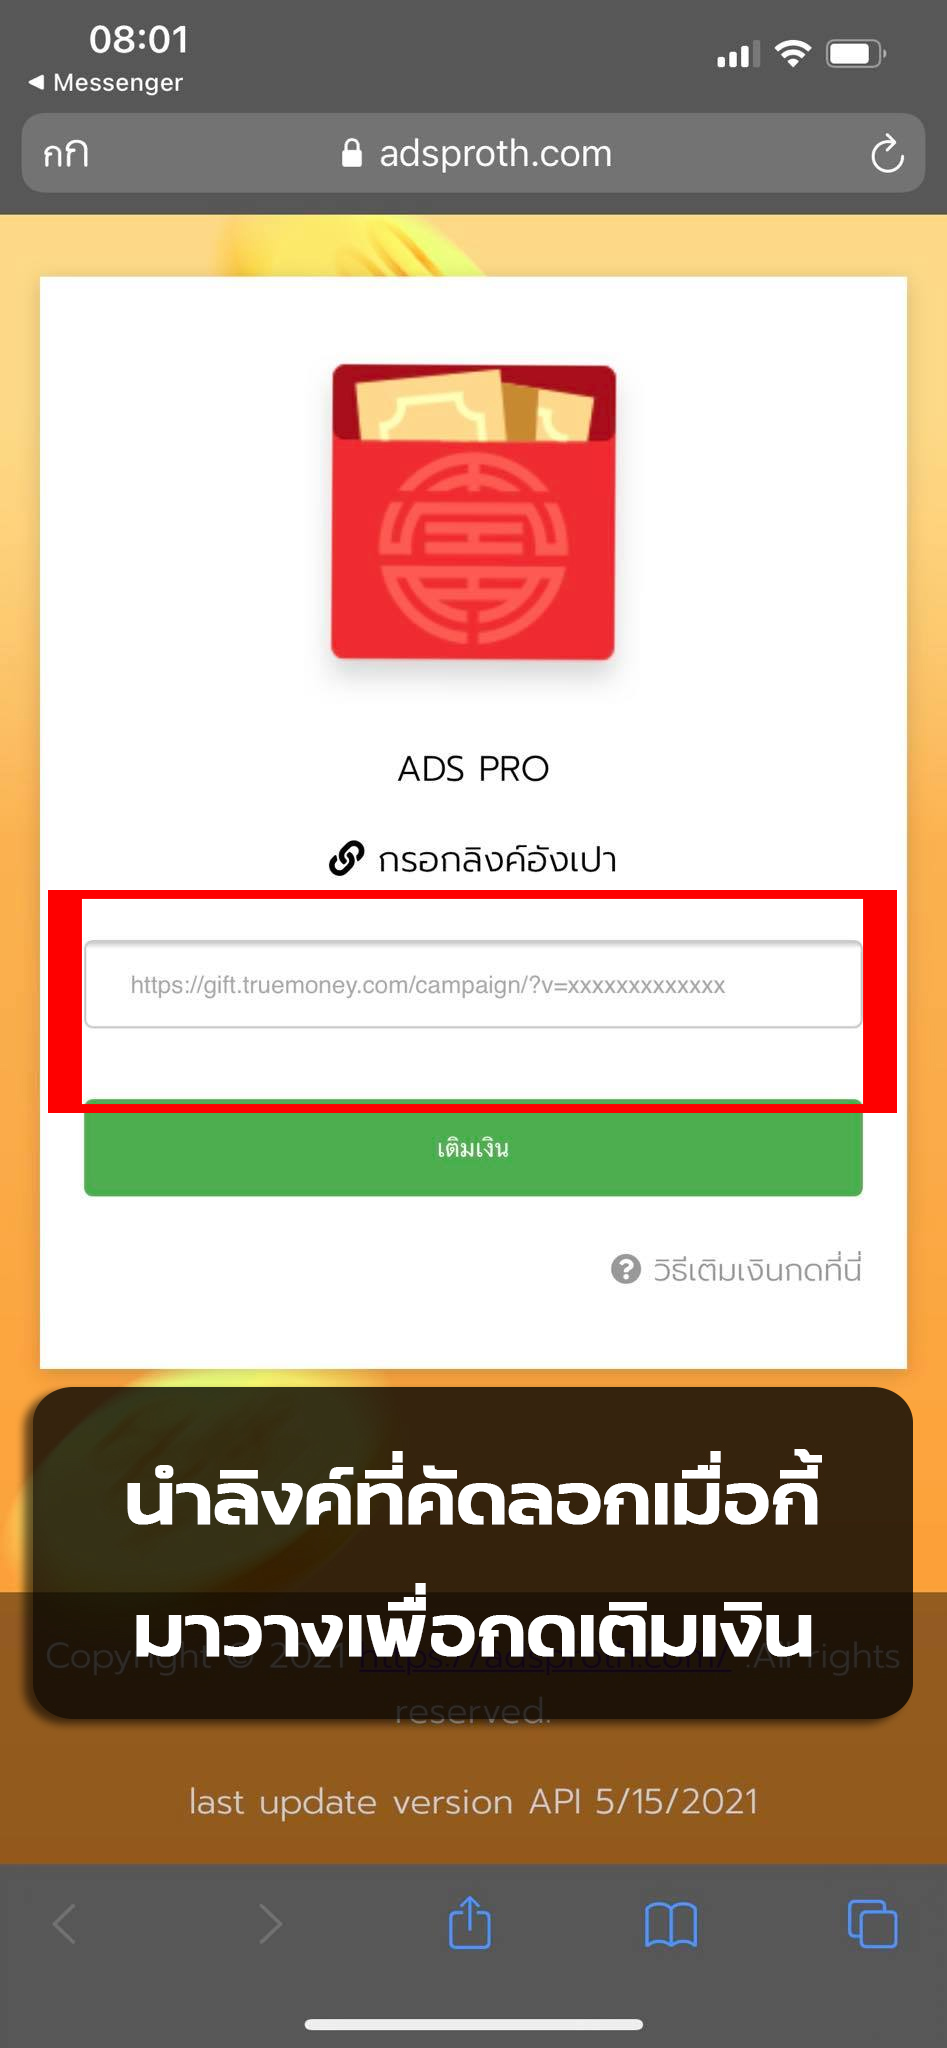 08:01
Messenger
กก adsproth.com
ADS PRO
กรอกลิงค์อังเปา
https://gift.truemoney.com/campaign/?v=xxxxxxxxxxxxx
เติมเงิน
วิธีเติมเงินกดที่นี่
นำลิงค์ที่คัดลอกเมื่อกี้
มาวางเพื่อกดเติมเงิน
Copyright © 2021 https://adsproth.com/ .All rights
reserved.
last update version API 5/15/2021